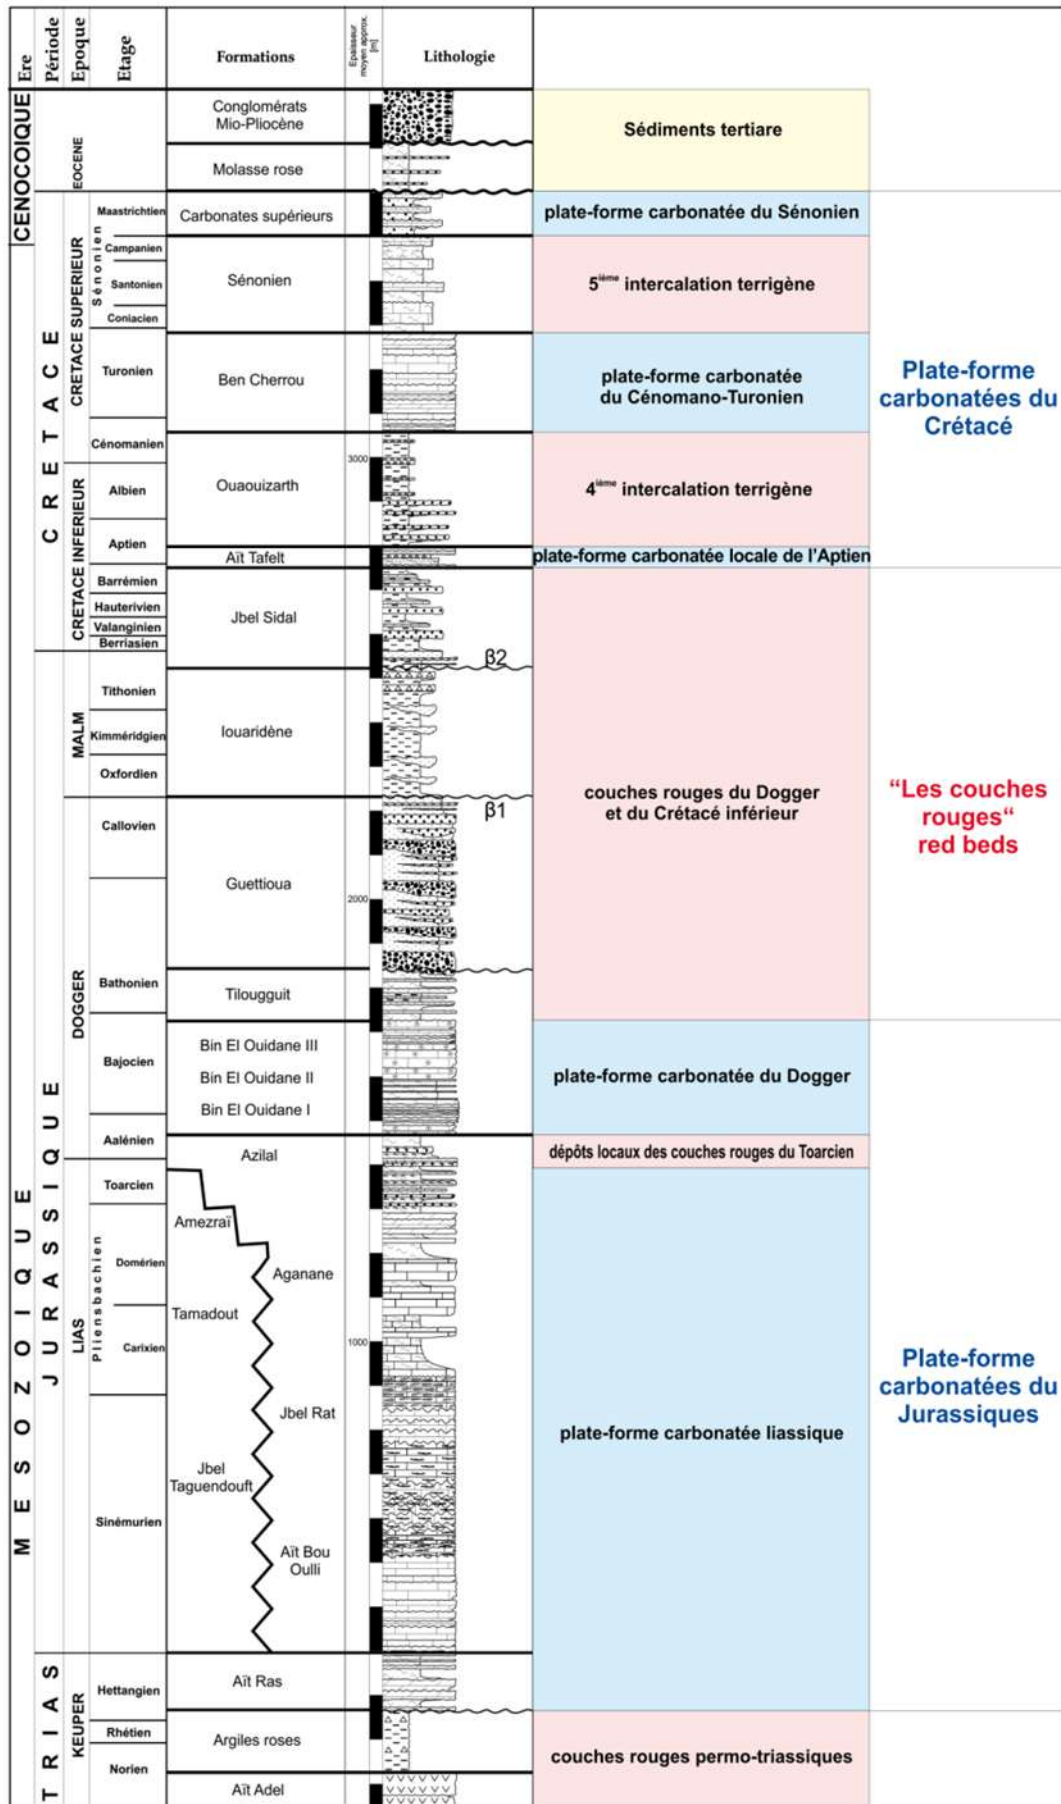 Ere
Période
Epoque
Etage
Formations
Epaisseur
moyen approx.
[m]
Lithologie
CENOCOIQUE
EOCENE
Conglomérats
Mio-Pliocène
Molasse rose
Sédiments tertiare
MESOZOIQUE
CRETACE
CRETACE SUPERIEUR
Sénonien
Maastrichtien
Campanien
Santonien
Coniacien
Turonien
Cénomanien
Carbonates supérieurs
Sénonien
Ben Cherrou
plate-forme carbonatée du Sénonien
5ième intercalation terrigène
plate-forme carbonatée
du Cénomano-Turonien
Plate-forme
carbonatées du
Crétacé
CRETACE INFERIEUR
Albien
Aptien
Barrémien
Hauterivien
Valanginien
Berriasien
Ouaouizarth
3000
Aït Tafelt
Jbel Sidal
β2
4ième intercalation terrigène
plate-forme carbonatée locale de l'Aptien
JURASSIQUE
MALM
Tithonien
Kimméridgien
Oxfordien
Iouaridène
β1
couches rouges du Dogger
et du Crétacé inférieur
“Les couches
rouges“
red beds
DOGGER
Callovien
Bathonien
Bajocien
Aalénien
Guettioua
2000
Tilougguit
Bin El Ouidane III
Bin El Ouidane II
Bin El Ouidane I
plate-forme carbonatée du Dogger
Azilal
dépôts locaux des couches rouges du Toarcien
LIAS
Toarcien
Pliensbachien
Domérien
Carixien
Sinémurien
Amezraï
Aganane
Tamadout
1000
Jbel Rat
Jbel
Taguendouft
Aït Bou
Oulli
plate-forme carbonatée liassique
Plate-forme
carbonatées du
Jurassiques
TRIAS
KEUPER
Hettangien
Rhétien
Norien
Aït Ras
Argiles roses
Aït Adel
couches rouges permo-triassiques